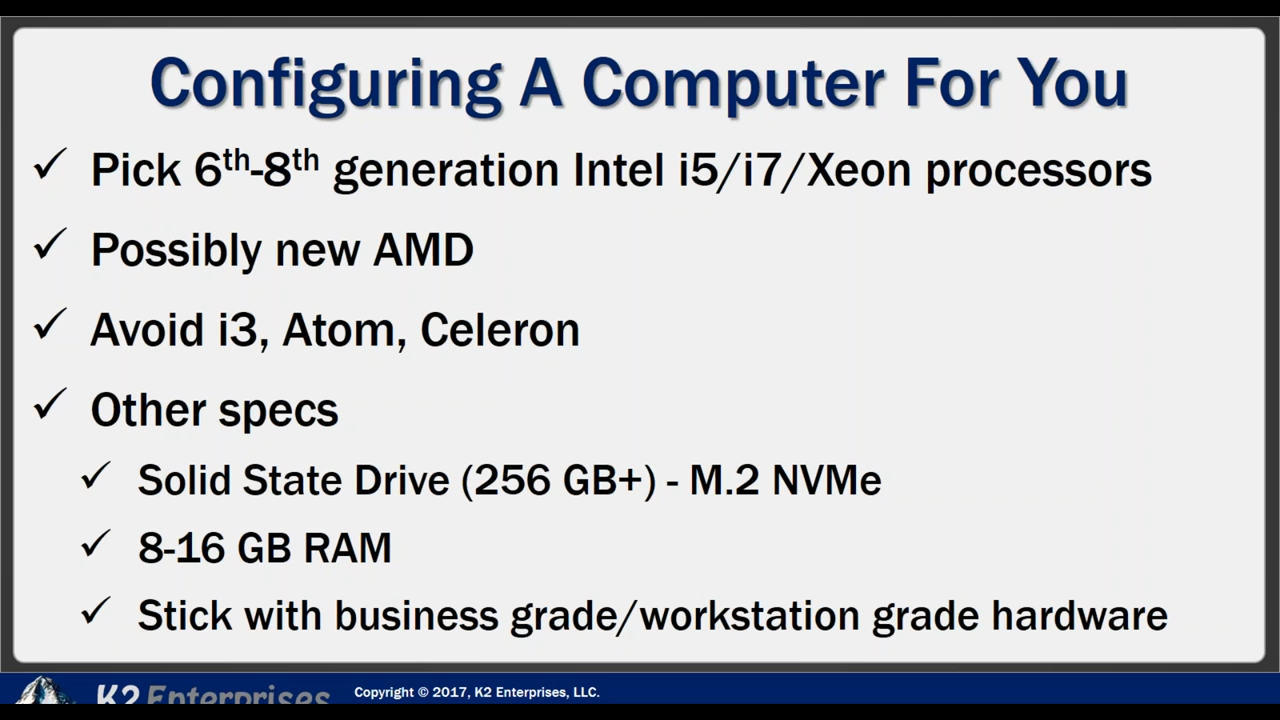 Configuring A Computer For You
✓ Pick 6th-8th generation Intel i5/i7/Xeon processors
✓ Possibly new AMD
✓ Avoid i3, Atom, Celeron
✓ Other specs
✓ Solid State Drive (256 GB+) - M.2 NVMe
✓ 8-16 GB RAM
✓ Stick with business grade/workstation grade hardware
K2 Enterprises
Copyright © 2017, K2 Enterprises, LLC.